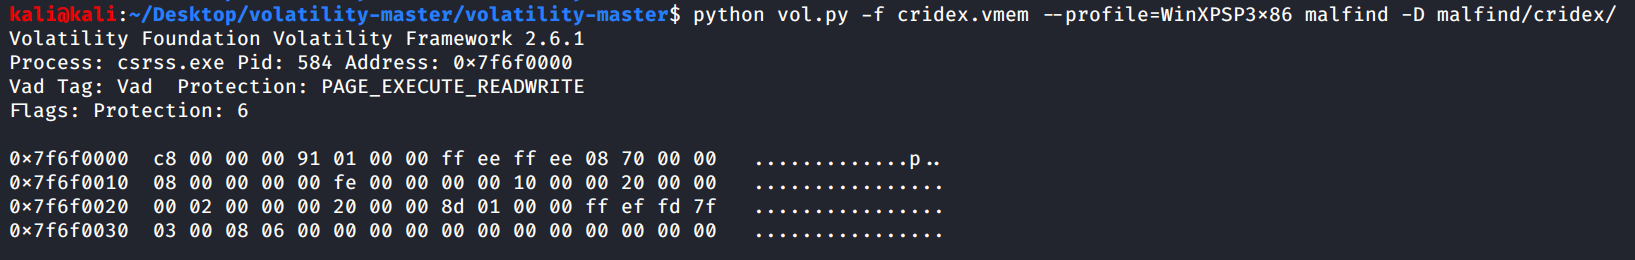 kali@kali:~/Desktop/volatility-master/volatility-master$ python vol.py -f cridex.vmem --profile=WinXPSP3x86 malfind -D malfind/cridex/
Volatility Foundation Volatility Framework 2.6.1
Process: csrss.exe Pid: 584 Address: 0x7f6f0000
Vad Tag: Vad  Protection: PAGE_EXECUTE_READWRITE
Flags: Protection: 6
0x7f6f0000  c8 00 00 00 91 01 00 00 ff ee ff ee 08 70 00 00   .............p..
0x7f6f0010  08 00 00 00 00 fe 00 00 00 00 10 00 00 20 00 00   ................
0x7f6f0020  00 02 00 00 00 20 00 00 8d 01 00 00 ff ef fd 7f   ................
0x7f6f0030  03 00 08 06 00 00 00 00 00 00 00 00 00 00 00 00   ................